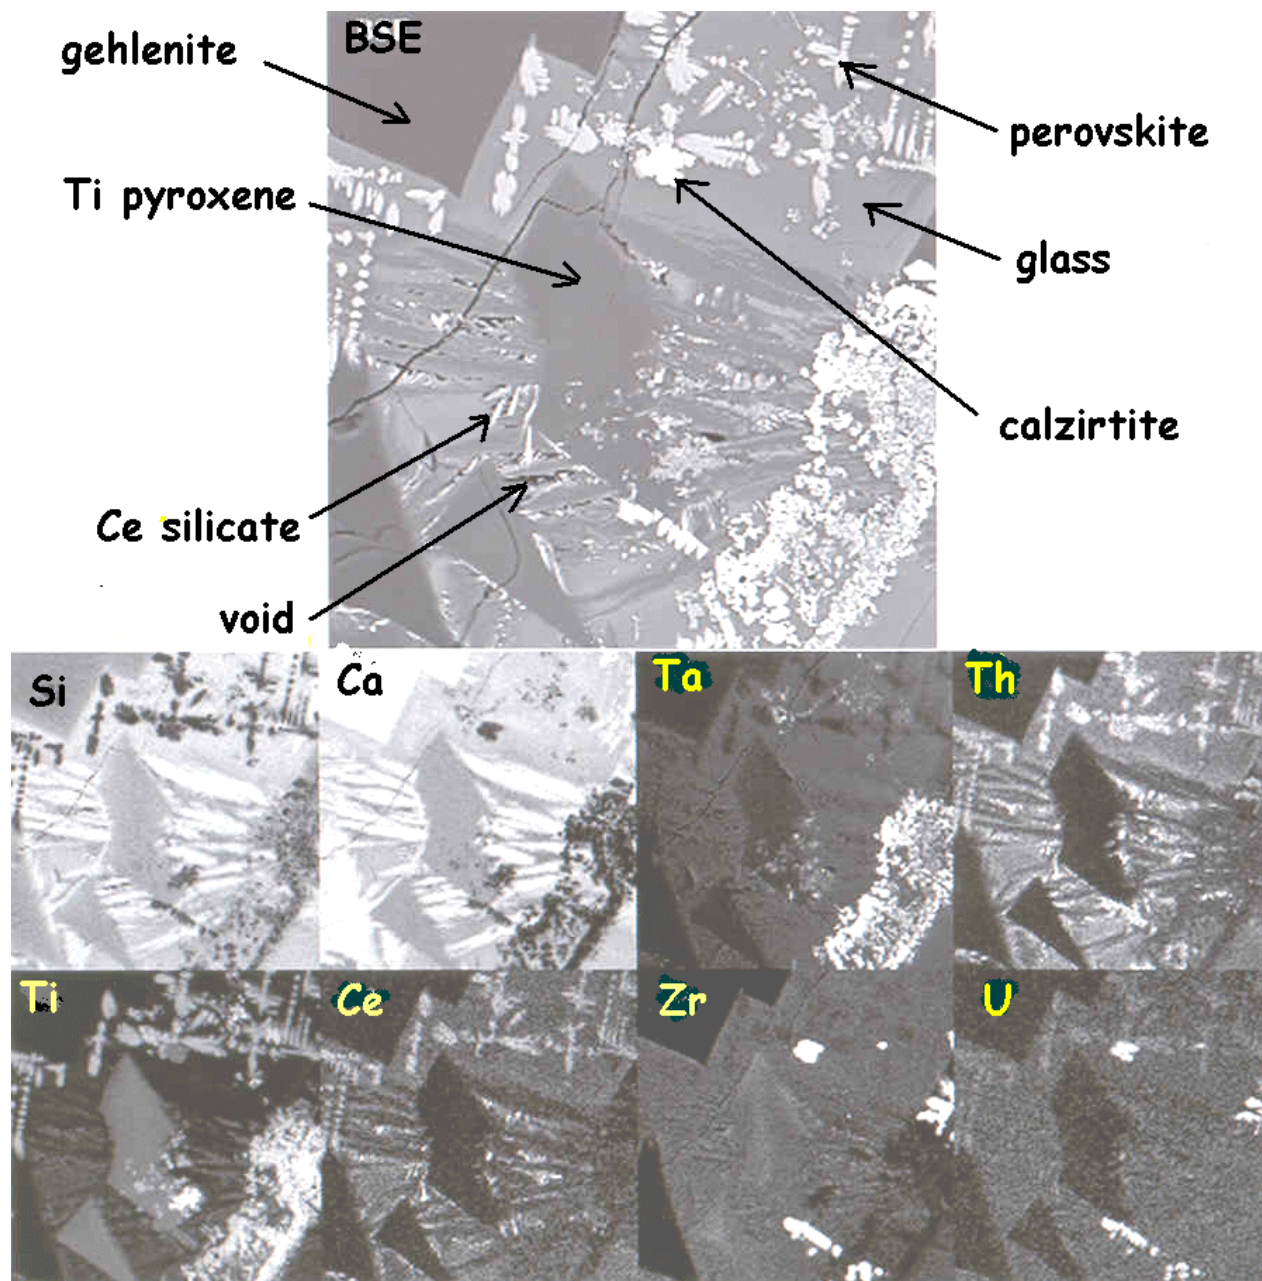 BSE
gehlenite
perovskite
Ti pyroxene
glass
calzirtite
Ce silicate
void
Si
Ca
Ta
Th
Ti
Ce
Zr
U